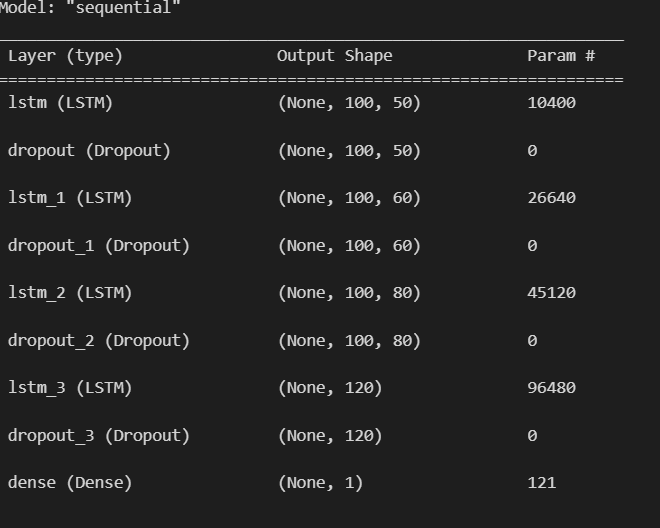 Model: "sequential"
_________________________________________________________________
Layer (type) Output Shape Param #
=================================================================
lstm (LSTM) (None, 100, 50) 10400
dropout (Dropout) (None, 100, 50) 0
lstm_1 (LSTM) (None, 100, 60) 26640
dropout_1 (Dropout) (None, 100, 60) 0
lstm_2 (LSTM) (None, 100, 80) 45120
dropout_2 (Dropout) (None, 100, 80) 0
lstm_3 (LSTM) (None, 120) 96480
dropout_3 (Dropout) (None, 120) 0
dense (Dense) (None, 1) 121